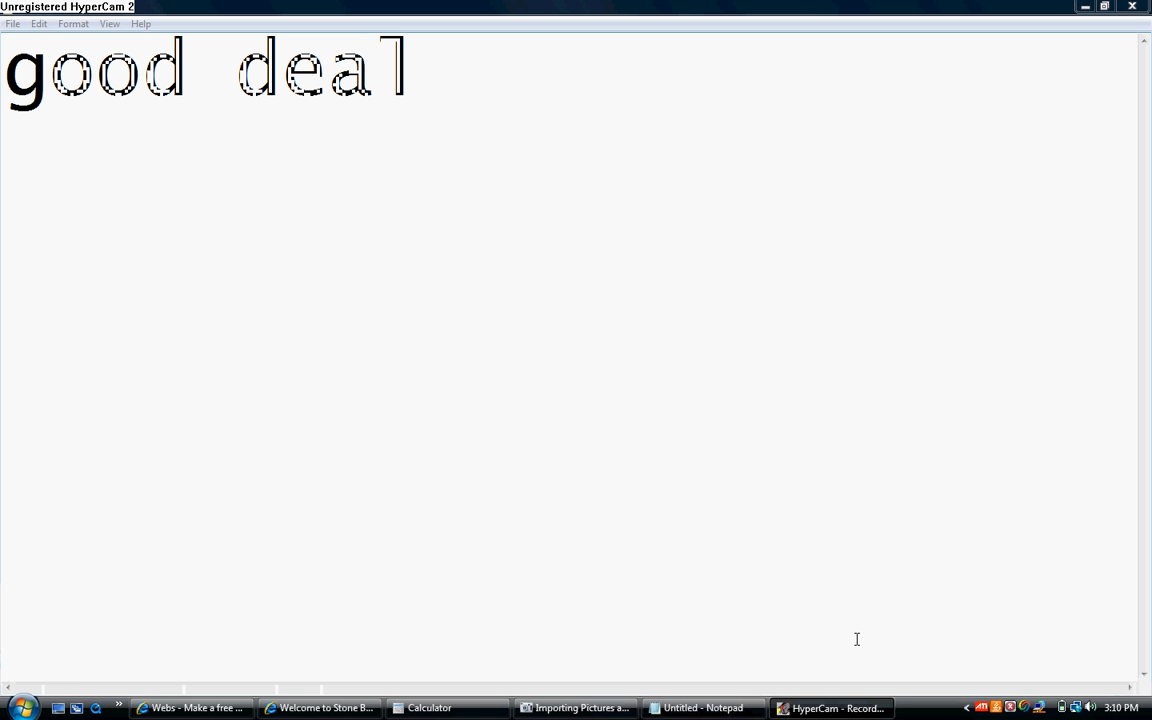 Unregistered HyperCam 2
File Edit Format View Help
good deal
Webs - Make a free ... Welcome to Stone B... Calculator Importing Pictures a... Untitled - Notepad HyperCam - Record... ATI 3:10 PM